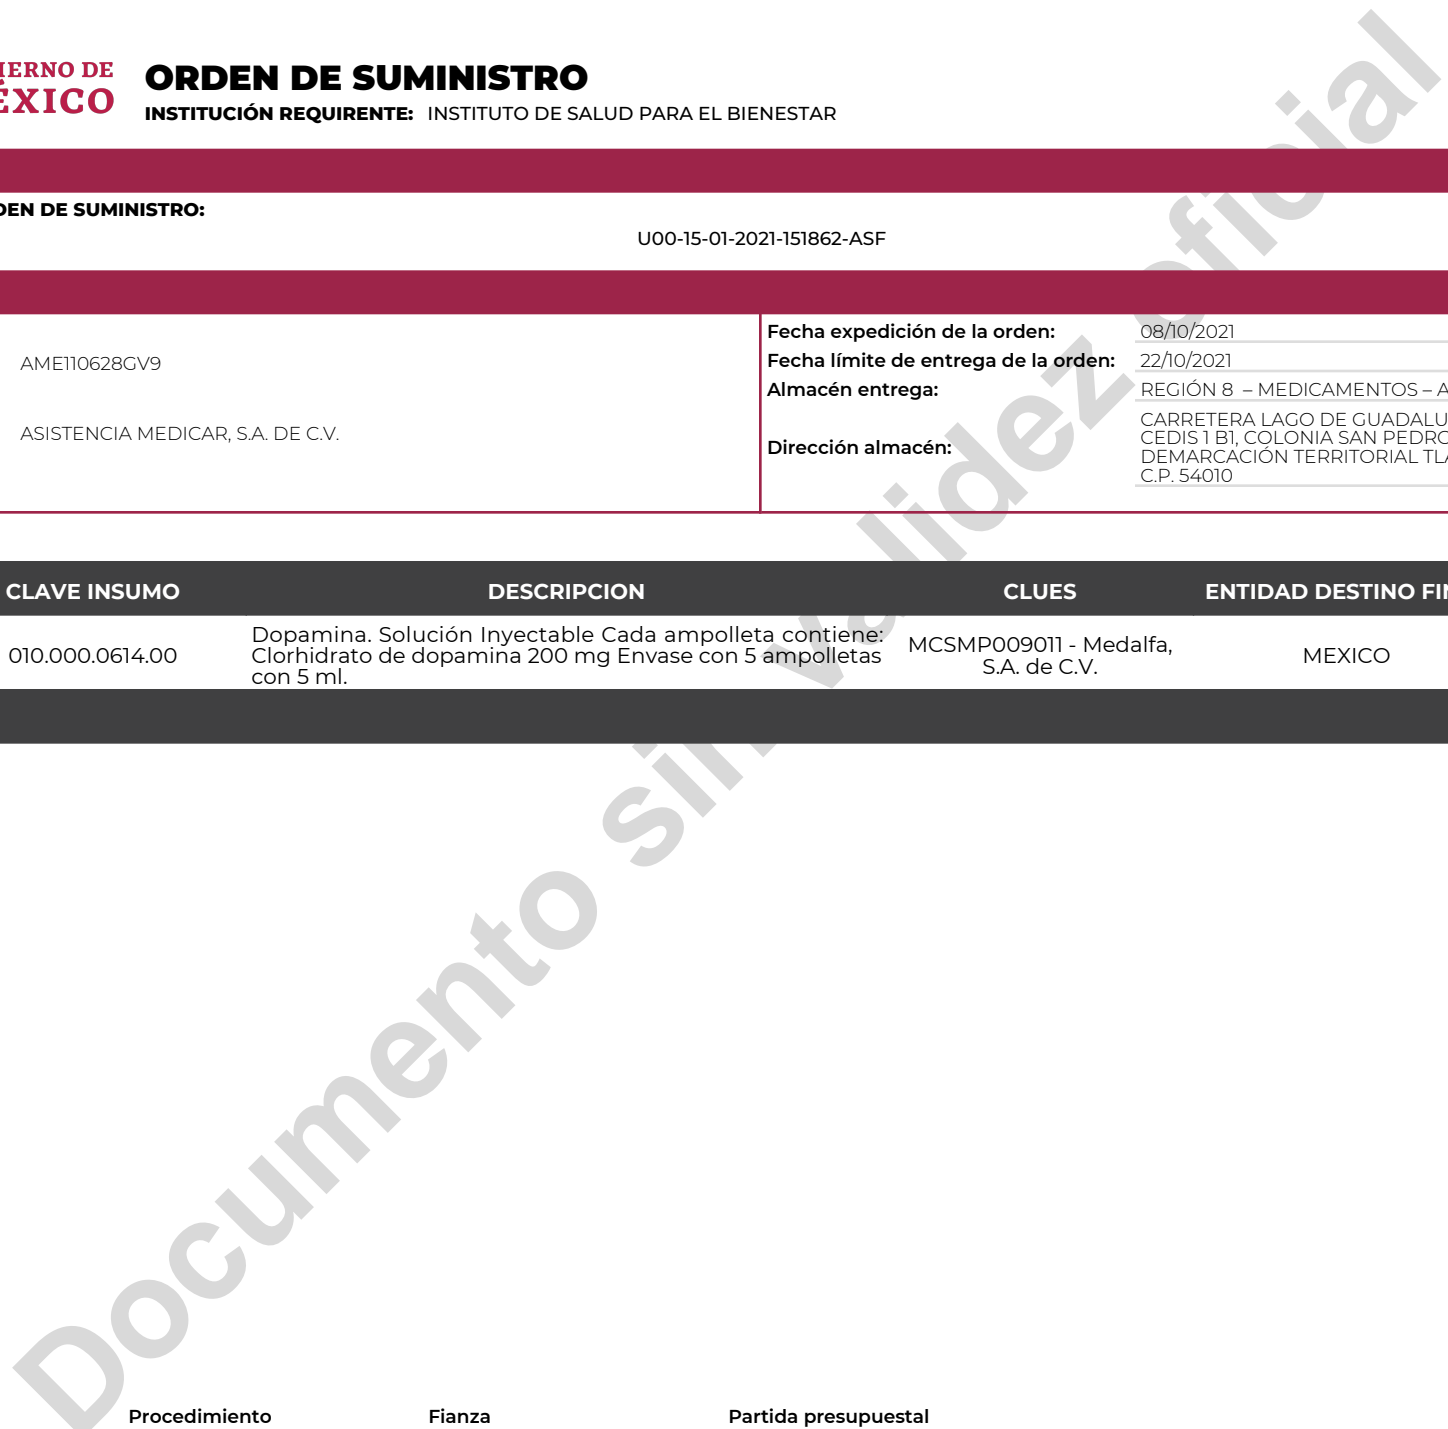 IERNO DE
ÉXICO
ORDEN DE SUMINISTRO
INSTITUCIÓN REQUIRENTE: INSTITUTO DE SALUD PARA EL BIENESTAR
DEN DE SUMINISTRO:
U00-15-01-2021-151862-ASF
AME110628GV9
ASISTENCIA MEDICAR, S.A. DE C.V.
Fecha expedición de la orden: 08/10/2021
Fecha límite de entrega de la orden: 22/10/2021
Almacén entrega: REGIÓN 8 – MEDICAMENTOS – A
Dirección almacén: CARRETERA LAGO DE GUADALU
CEDIS 1 B1, COLONIA SAN PEDRO
DEMARCACIÓN TERRITORIAL TLA
C.P. 54010
CLAVE INSUMO DESCRIPCION CLUES ENTIDAD DESTINO FIN
010.000.0614.00
Dopamina. Solución Inyectable Cada ampolleta contiene:
Clorhidrato de dopamina 200 mg Envase con 5 ampolletas
con 5 ml.
MCSMP009011 - Medalfa,
S.A. de C.V.
MEXICO
Documento sin validez oficial
Procedimiento Fianza Partida presupuestal